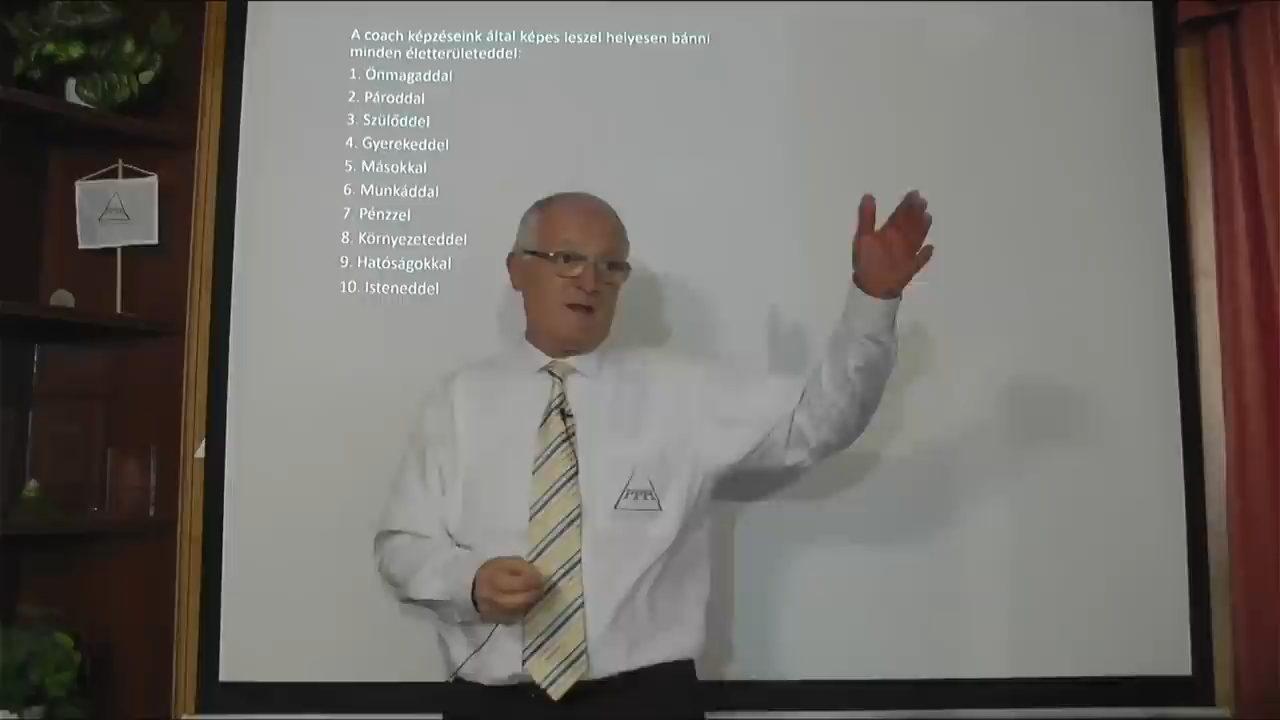 A coach képzéseink által képes leszel helyesen bánni
minden életterületeddel:
1. Önmagaddal
2. Pároddal
3. Szülőddel
4. Gyerekeddel
5. Másokkal
6. Munkáddal
7 Pénzzel
8. Környezeteddel
9. Hatóságokkal
10. Isteneddel